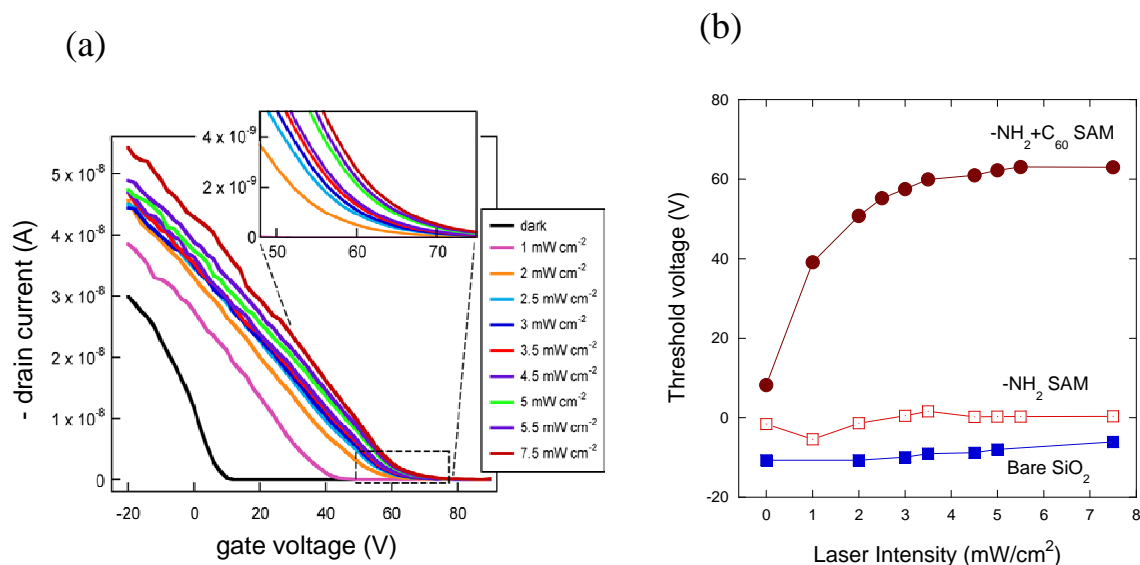 (a)
4 x 10⁻⁹
2 x 10⁻⁹
0
50 60 70
5 x 10⁻⁸
4 x 10⁻⁸
3 x 10⁻⁸
2 x 10⁻⁸
1 x 10⁻⁸
0
- drain current (A)
-20 0 20 40 60 80
gate voltage (V)
dark
1 mW cm⁻²
2 mW cm⁻²
2.5 mW cm⁻²
3 mW cm⁻²
3.5 mW cm⁻²
4.5 mW cm⁻²
5 mW cm⁻²
5.5 mW cm⁻²
7.5 mW cm⁻²
(b)
80
60
40
20
0
-20
Threshold voltage (V)
-NH₂+C₆₀ SAM
-NH₂ SAM
Bare SiO₂
0 1 2 3 4 5 6 7 8
Laser Intensity (mW/cm²)